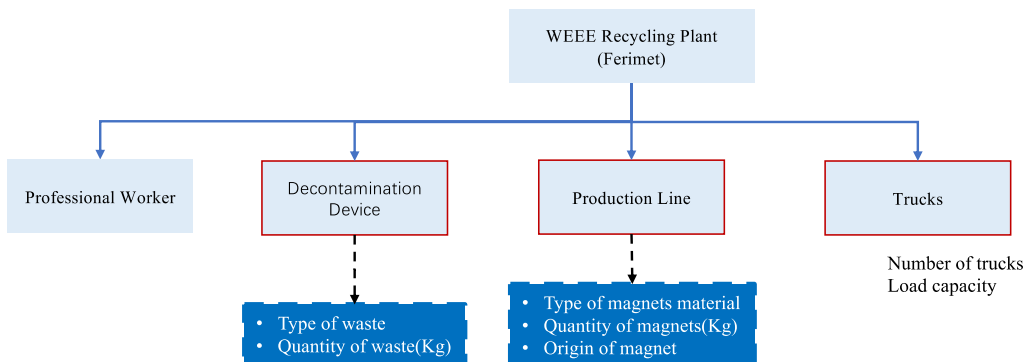 WEEE Recycling Plant
(Ferimet)
Professional Worker
Decontamination
Device
Production Line
Trucks
Number of trucks
Load capacity
• Type of waste
• Quantity of waste(Kg)
• Type of magnets material
• Quantity of magnets(Kg)
• Origin of magnet